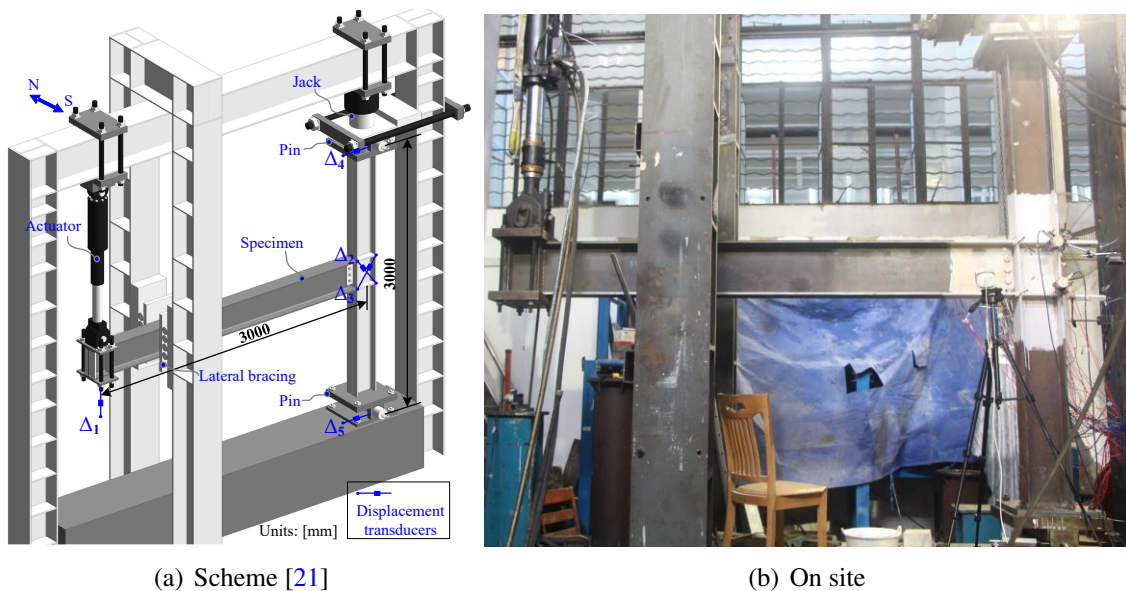 N
S
Jack
Pin
Δ4
Actuator
Specimen
Δ2
Δ3
3000
3000
Lateral bracing
Pin
Δ1
Δ5
Displacement
transducers
Units: [mm]
(a) Scheme [21]
(b) On site